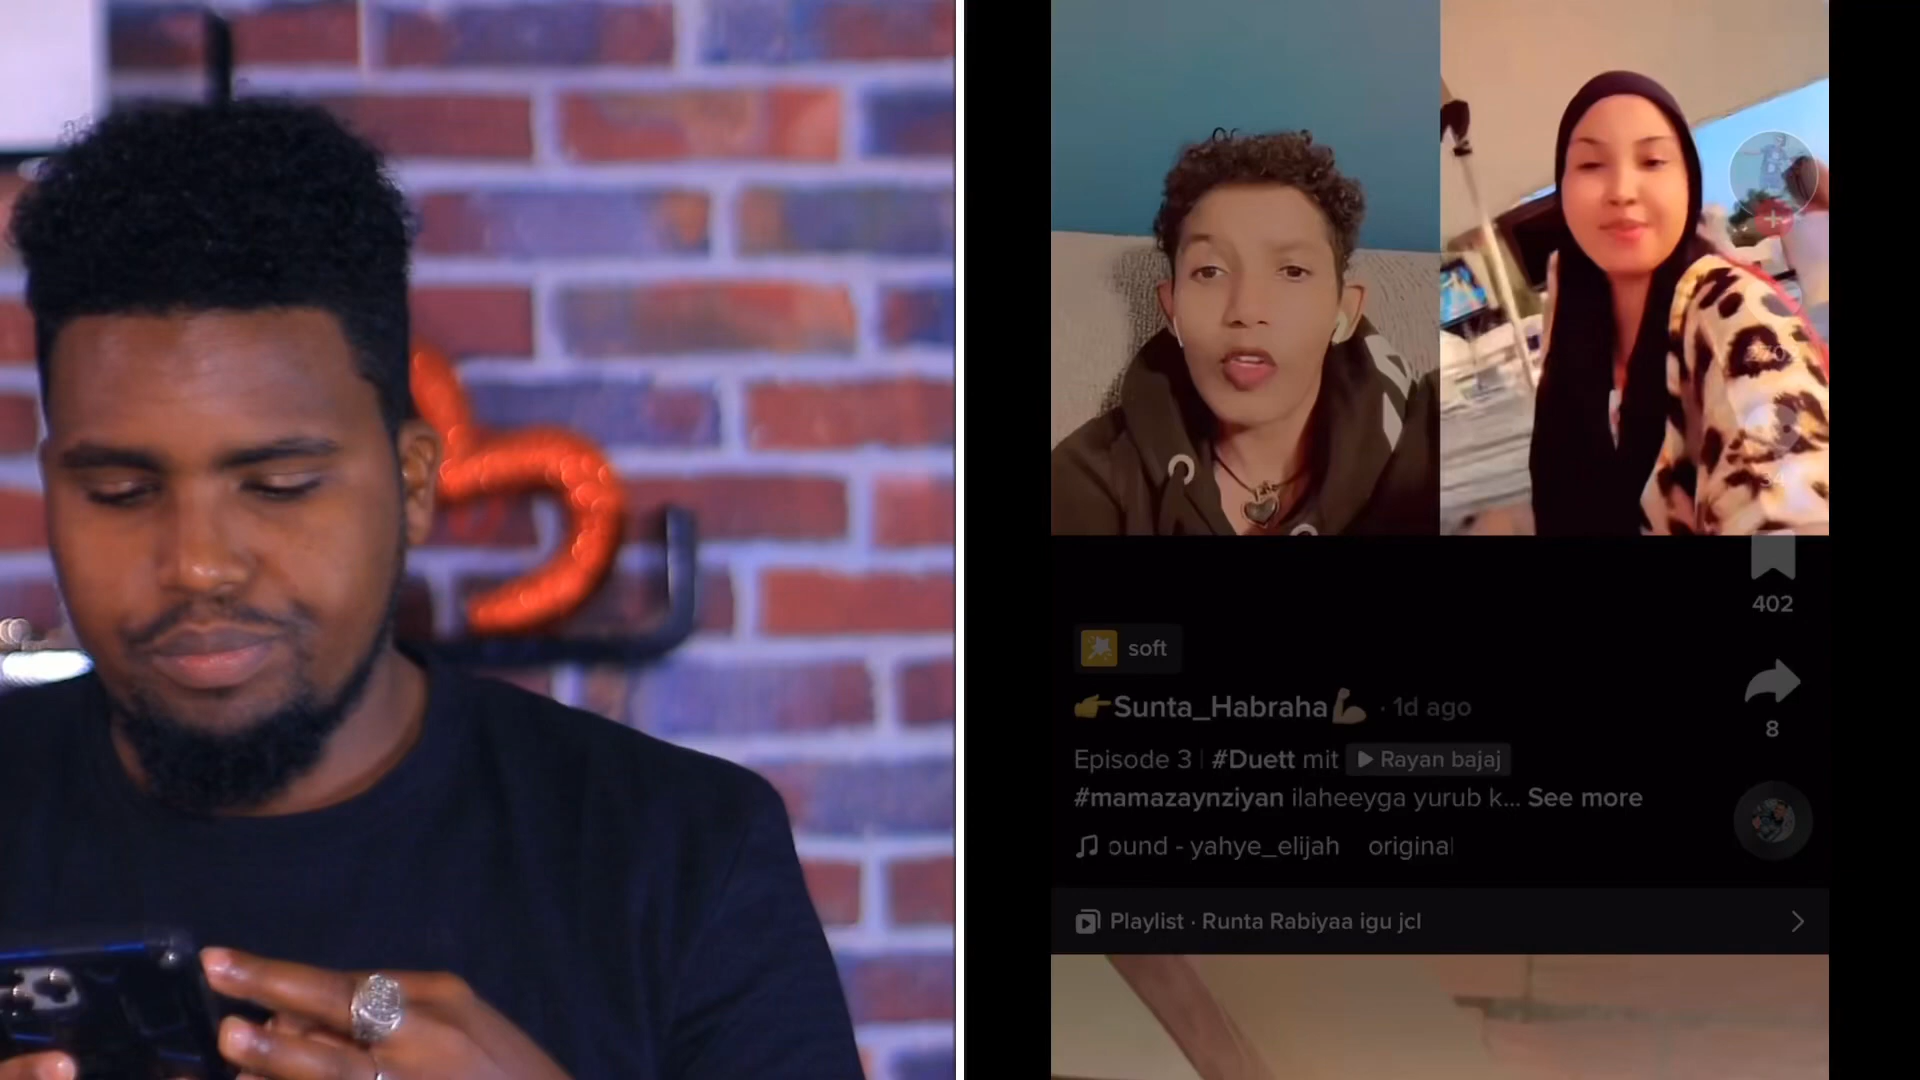 402
soft
👉Sunta_Habraha💪 · 1d ago
8
Episode 3 | #Duett mit ▶ Rayan bajaj
#mamazaynziyan ilaheeyga yurub k... See more
ound - yahye_elijah original
Playlist · Runta Rabiyaa igu jcl